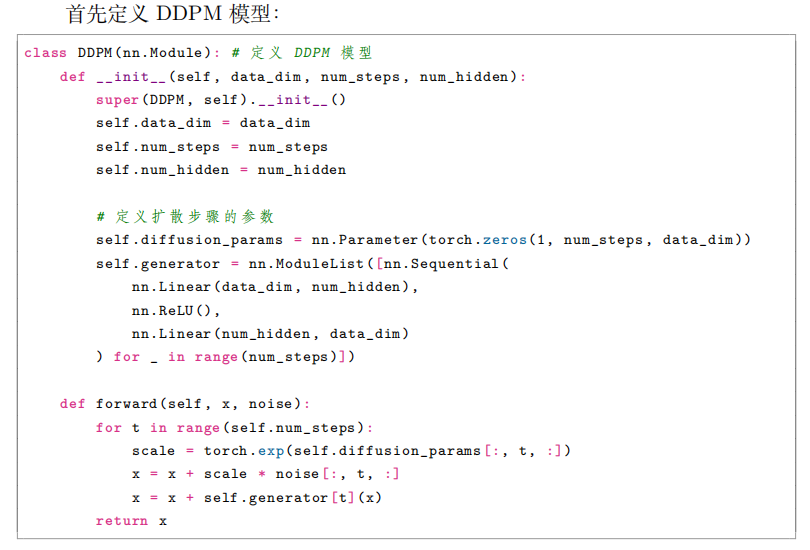 首先定义 DDPM 模型：
class DDPM(nn.Module): # 定义 DDPM 模型
    def __init__(self, data_dim, num_steps, num_hidden):
        super(DDPM, self).__init__()
        self.data_dim = data_dim
        self.num_steps = num_steps
        self.num_hidden = num_hidden

        # 定义扩散步骤的参数
        self.diffusion_params = nn.Parameter(torch.zeros(1, num_steps, data_dim))
        self.generator = nn.ModuleList([nn.Sequential(
            nn.Linear(data_dim, num_hidden),
            nn.ReLU(),
            nn.Linear(num_hidden, data_dim)
        ) for _ in range(num_steps)])

    def forward(self, x, noise):
        for t in range(self.num_steps):
            scale = torch.exp(self.diffusion_params[:, t, :])
            x = x + scale * noise[:, t, :]
            x = x + self.generator[t](x)
        return x